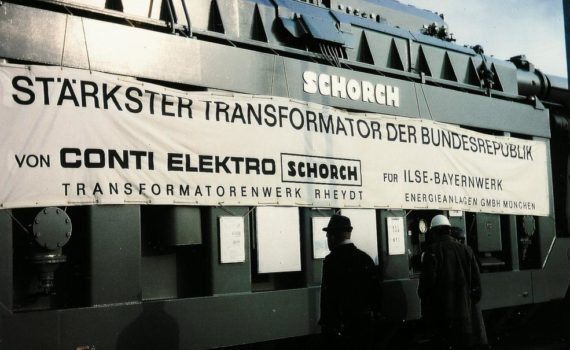 SCHORCH
STÄRKSTER TRANSFORMATOR DER BUNDESREPUBLIK
VON CONTI ELEKTRO SCHORCH FÜR ILSE-BAYERNWERK
TRANSFORMATORENWERK RHEYDT ENERGIEANLAGEN GMBH MÜNCHEN